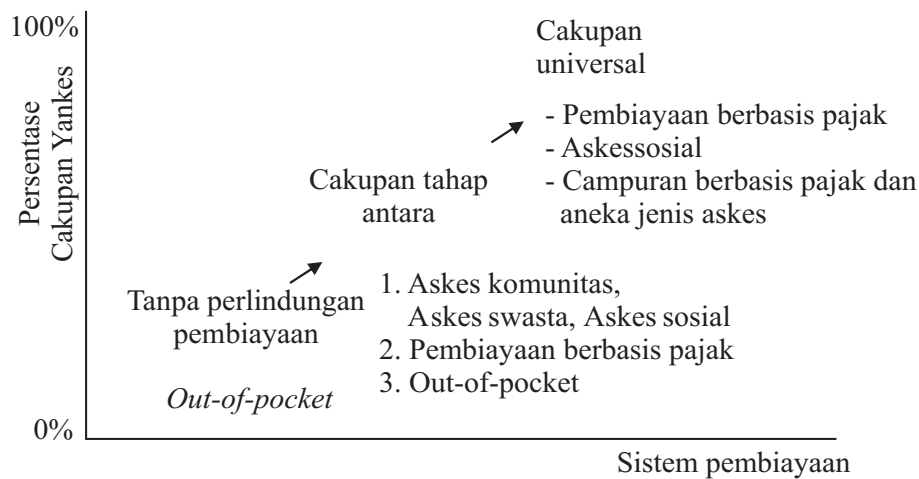 100%
Persentase
Cakupan Yankes
Cakupan
universal
- Pembiayaan berbasis pajak
- Askessosial
- Campuran berbasis pajak dan
aneka jenis askes
Cakupan tahap
antara
1. Askes komunitas,
Askes swasta, Askes sosial
2. Pembiayaan berbasis pajak
3. Out-of-pocket
Tanpa perlindungan
pembiayaan
Out-of-pocket
0%
Sistem pembiayaan